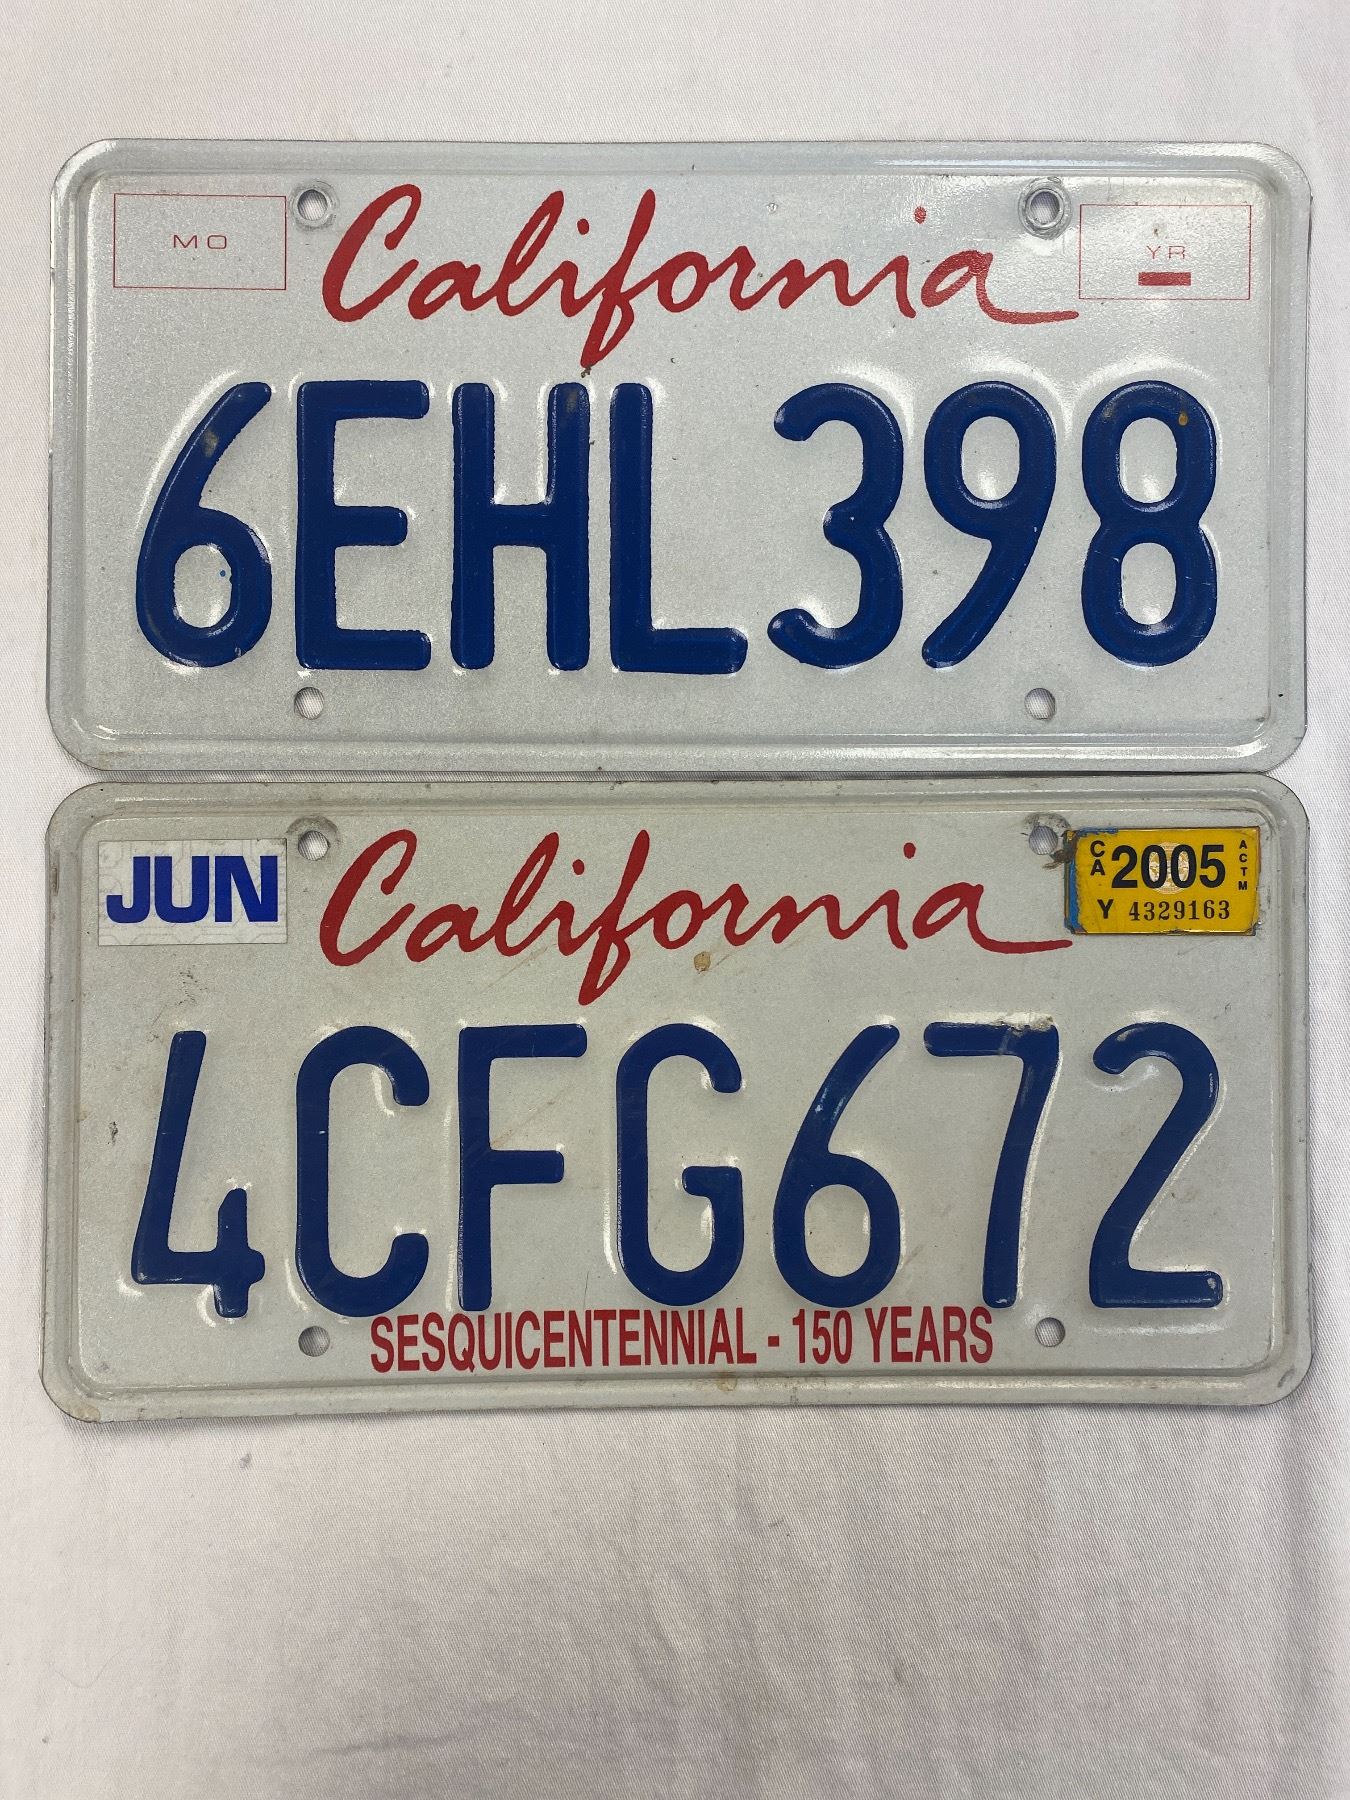 MO
California
YR
6EHL398
JUN
California
CA 2005 ACTM
Y 4329163
4CFG672
SESQUICENTENNIAL - 150 YEARS